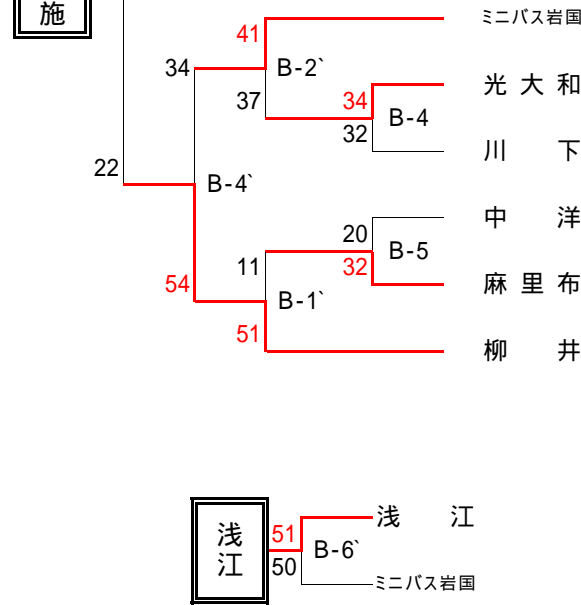 施
ミニバス岩国
41
34 B-2`
光大和
37 34
B-4
32
川 下
22
B-4`
中 洋
20
B-5
11 32
麻里布
54
B-1`
51
柳 井
浅 江
浅江 51
B-6`
50
ミニバス岩国